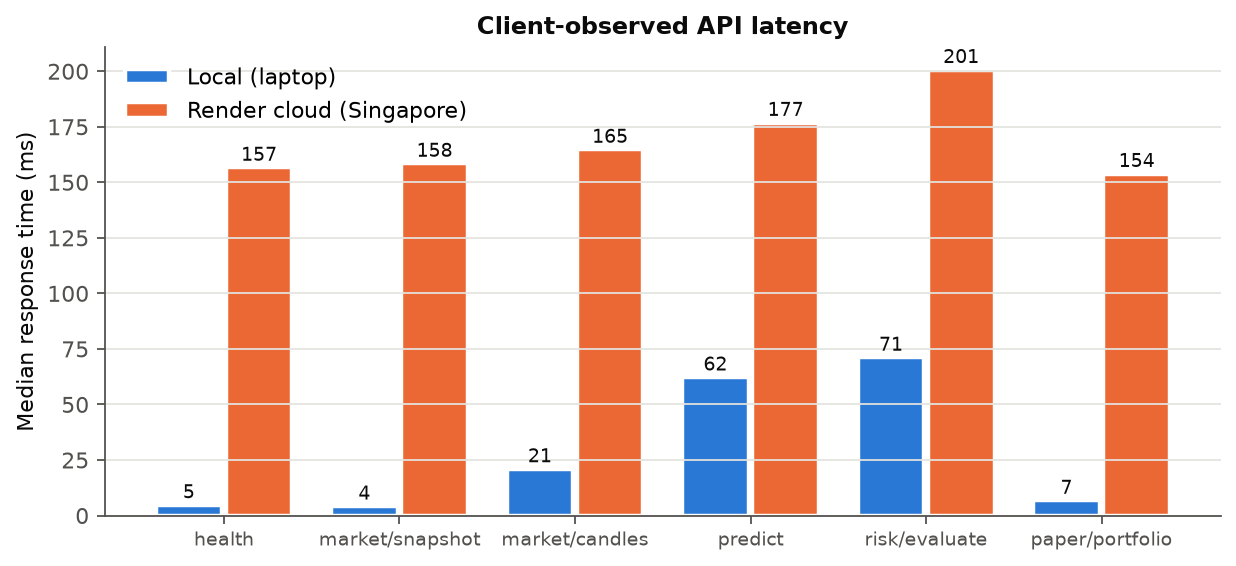 Client-observed API latency
Local (laptop)
Render cloud (Singapore)
Median response time (ms)
200
175
150
125
100
75
50
25
0
5
157
4
158
21
165
62
177
71
201
7
154
health
market/snapshot
market/candles
predict
risk/evaluate
paper/portfolio